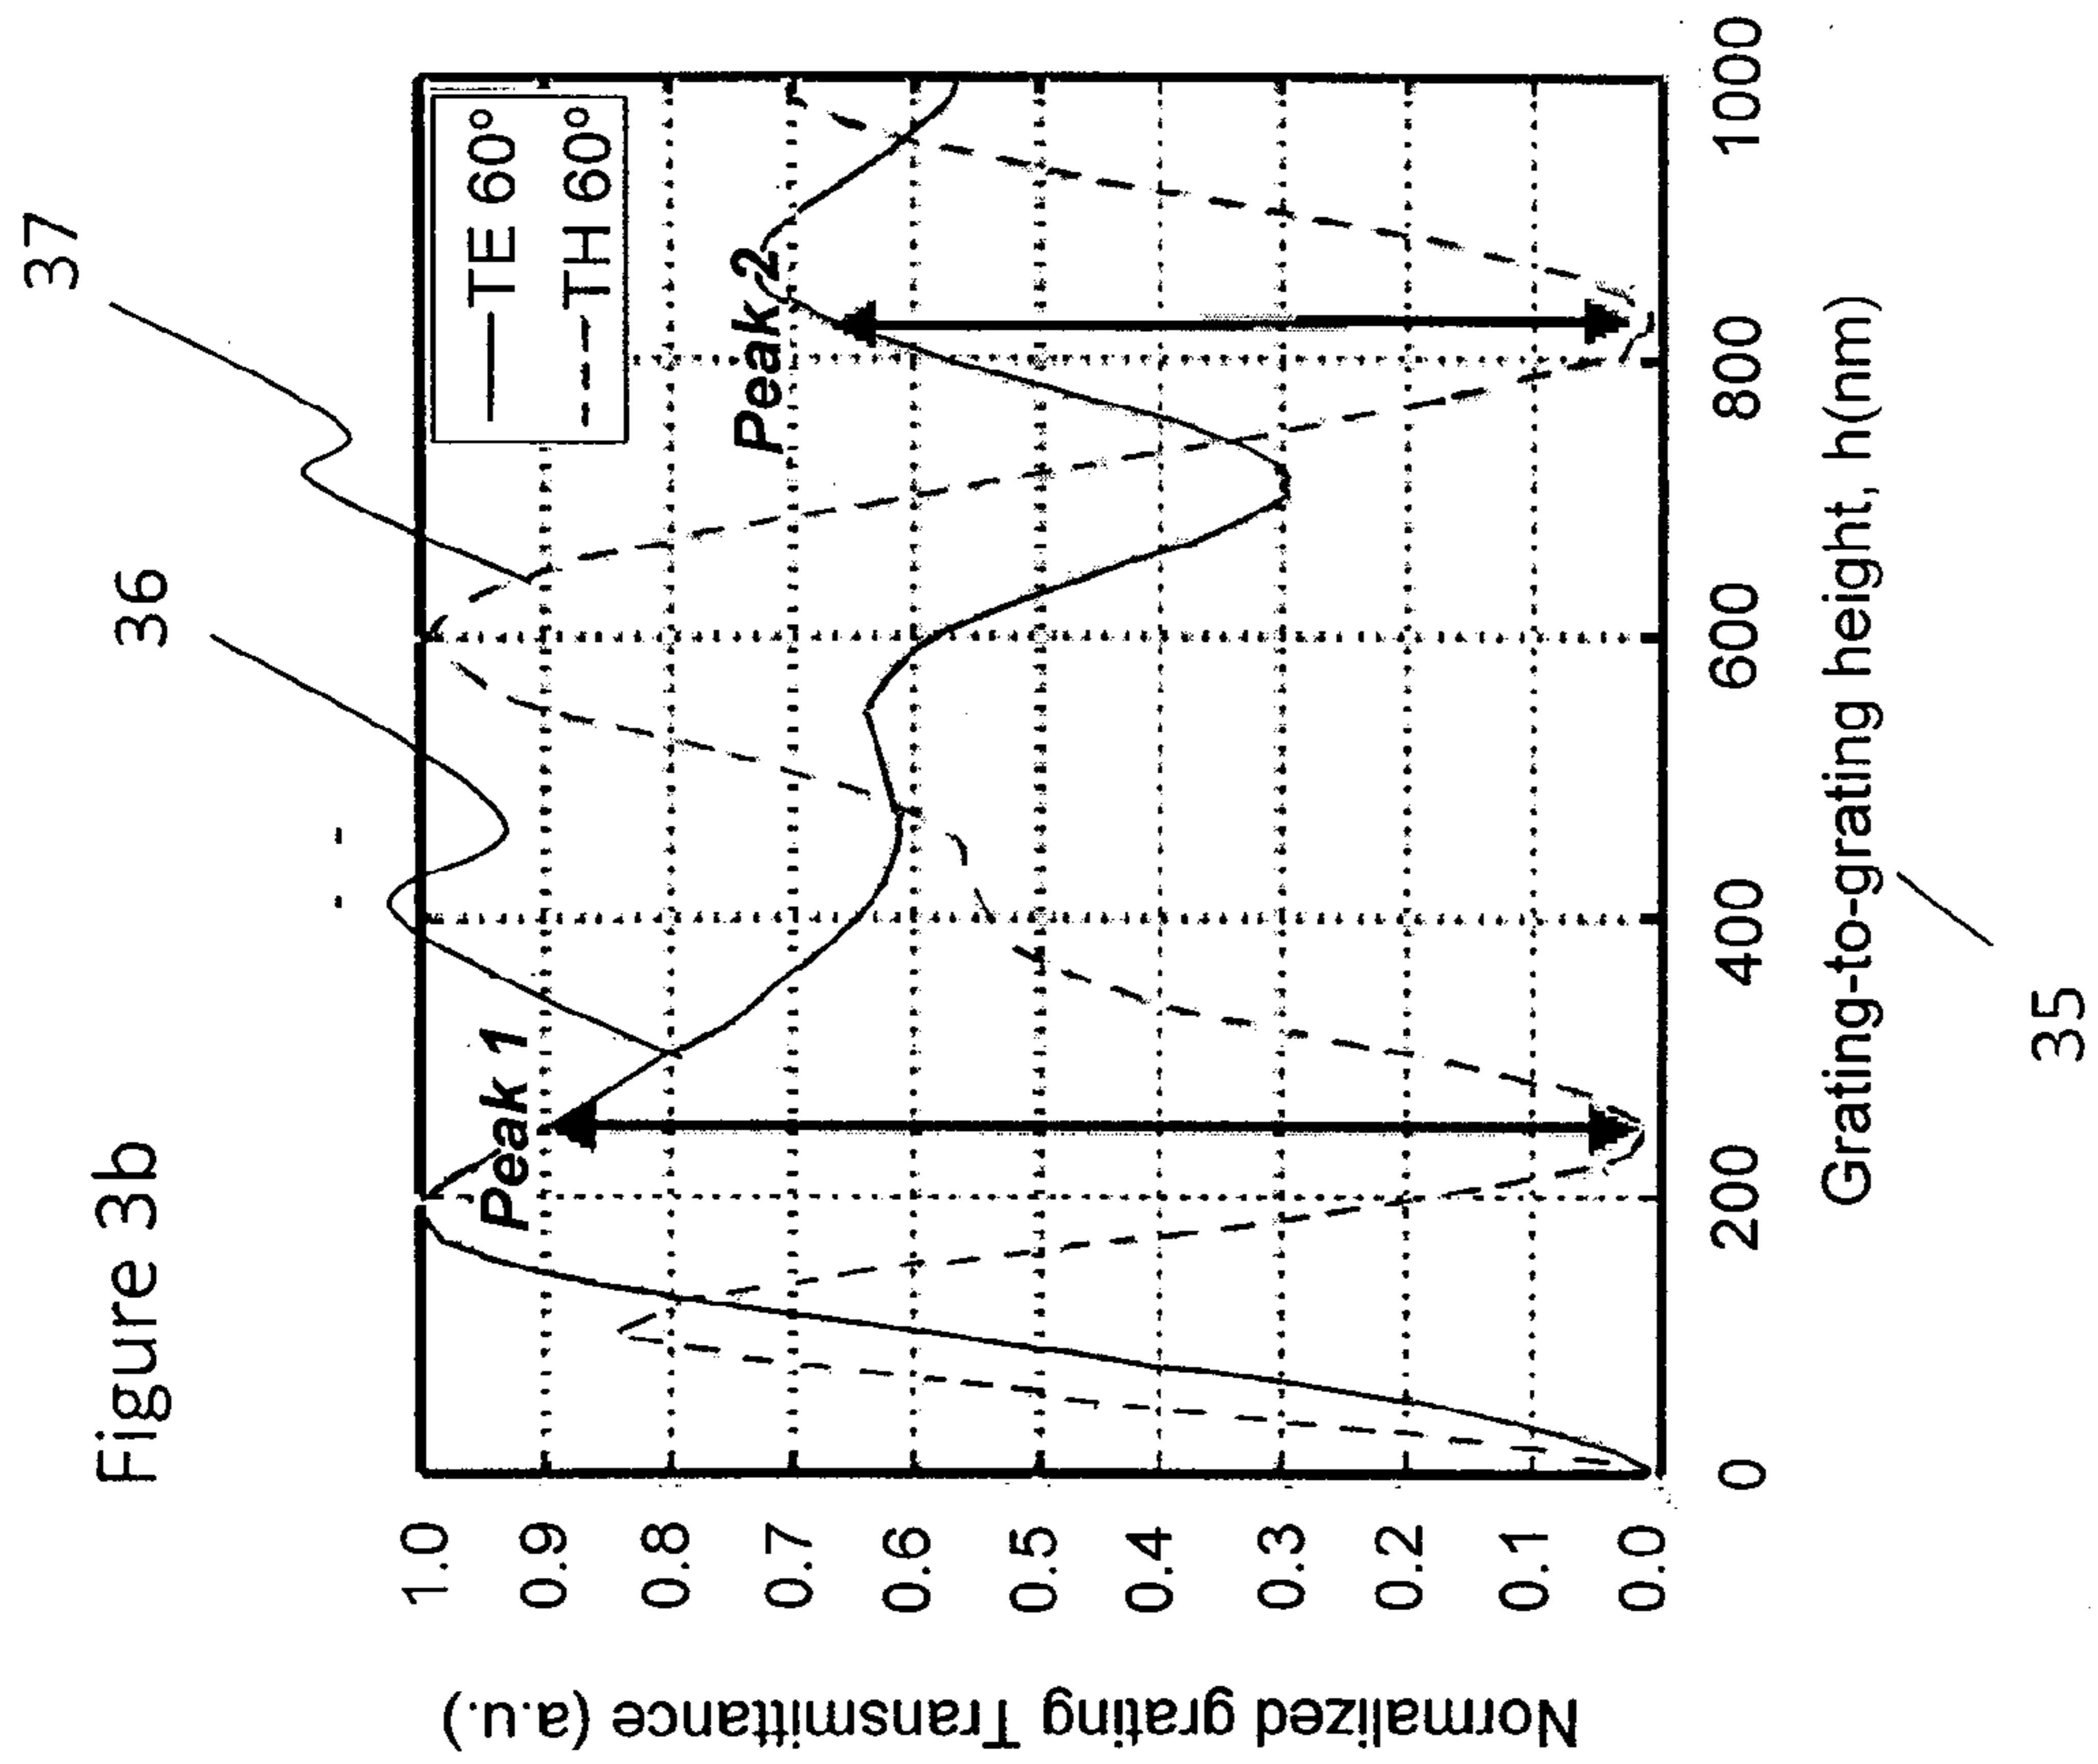 Figure 3b
36
37
TE 60°
TH 60°
Peak 1
Peak 2
1.0
0.9
0.8
0.7
0.6
0.5
0.4
0.3
0.2
0.1
0.0
0
200
400
600
800
1000
Normalized grating Transmittance (a.u.)
Grating-to-grating height, h(nm)
35